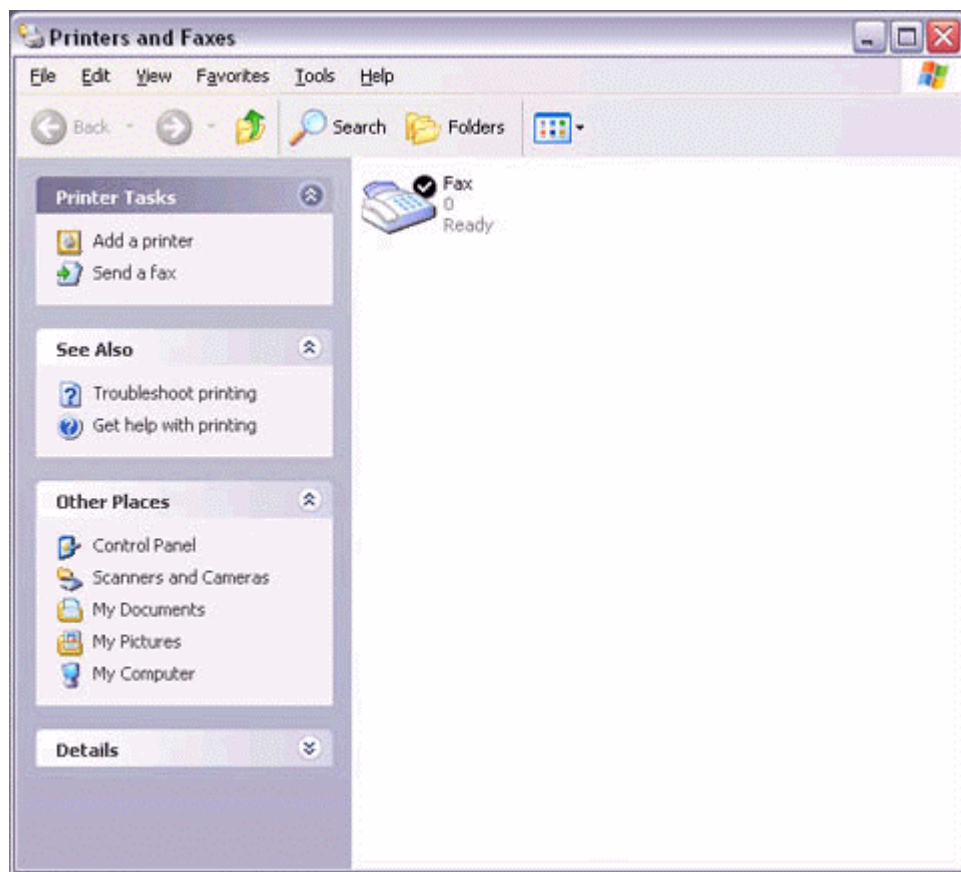 Printers and Faxes
File Edit View Favorites Tools Help
Back Search Folders
Printer Tasks
Add a printer
Send a fax
See Also
Troubleshoot printing
Get help with printing
Other Places
Control Panel
Scanners and Cameras
My Documents
My Pictures
My Computer
Details
Fax
0
Ready